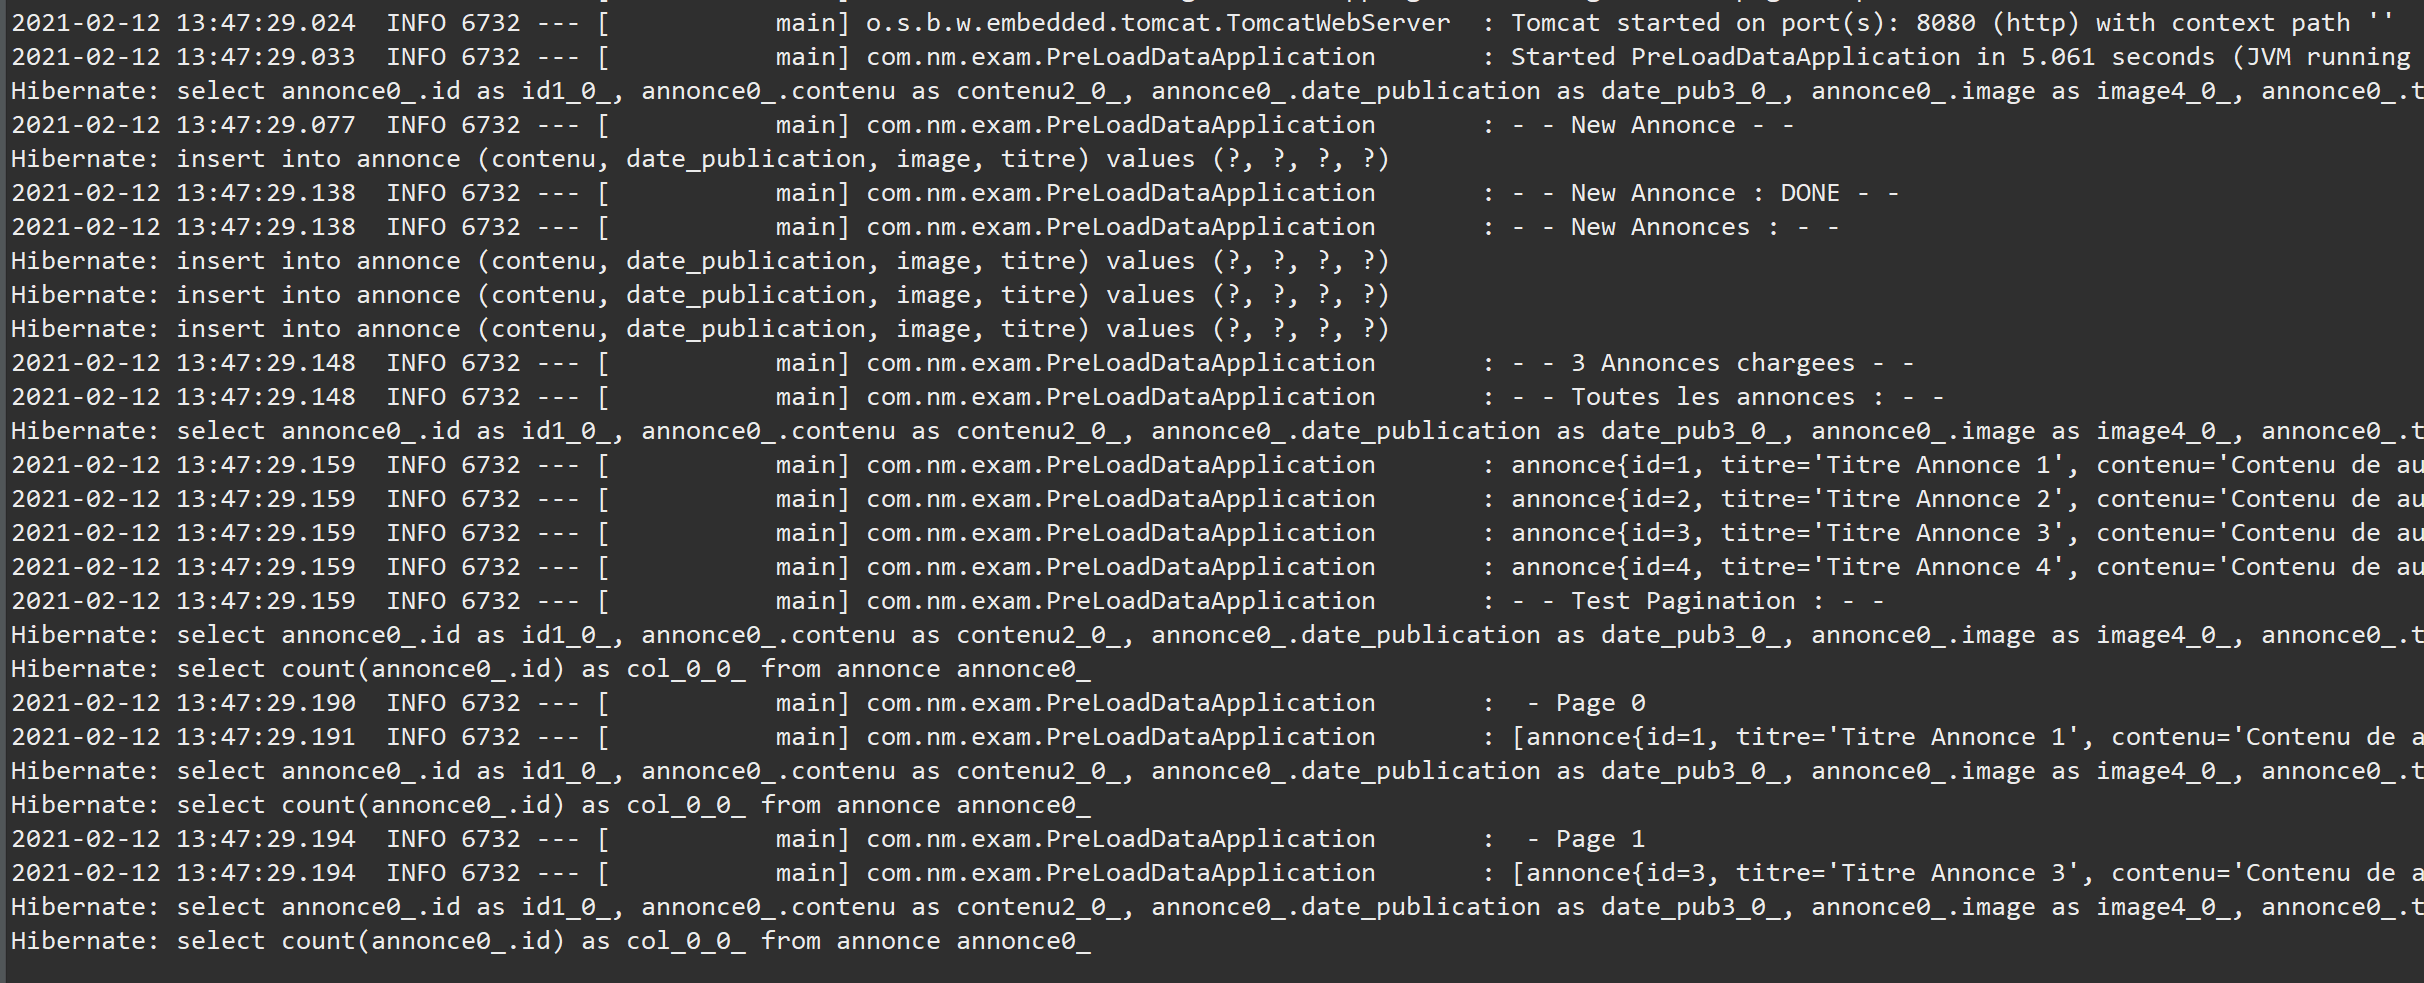 2021-02-12 13:47:29.024  INFO 6732 --- [           main] o.s.b.w.embedded.tomcat.TomcatWebServer  : Tomcat started on port(s): 8080 (http) with context path ''
2021-02-12 13:47:29.033  INFO 6732 --- [           main] com.nm.exam.PreLoadDataApplication       : Started PreLoadDataApplication in 5.061 seconds (JVM running
Hibernate: select annonce0_.id as id1_0_, annonce0_.contenu as contenu2_0_, annonce0_.date_publication as date_pub3_0_, annonce0_.image as image4_0_, annonce0_.t
2021-02-12 13:47:29.077  INFO 6732 --- [           main] com.nm.exam.PreLoadDataApplication       : - - New Annonce - -
Hibernate: insert into annonce (contenu, date_publication, image, titre) values (?, ?, ?, ?)
2021-02-12 13:47:29.138  INFO 6732 --- [           main] com.nm.exam.PreLoadDataApplication       : - - New Annonce : DONE - -
2021-02-12 13:47:29.138  INFO 6732 --- [           main] com.nm.exam.PreLoadDataApplication       : - - New Annonces : - -
Hibernate: insert into annonce (contenu, date_publication, image, titre) values (?, ?, ?, ?)
Hibernate: insert into annonce (contenu, date_publication, image, titre) values (?, ?, ?, ?)
Hibernate: insert into annonce (contenu, date_publication, image, titre) values (?, ?, ?, ?)
2021-02-12 13:47:29.148  INFO 6732 --- [           main] com.nm.exam.PreLoadDataApplication       : - - 3 Annonces chargees - -
2021-02-12 13:47:29.148  INFO 6732 --- [           main] com.nm.exam.PreLoadDataApplication       : - - Toutes les annonces : - -
Hibernate: select annonce0_.id as id1_0_, annonce0_.contenu as contenu2_0_, annonce0_.date_publication as date_pub3_0_, annonce0_.image as image4_0_, annonce0_.t
2021-02-12 13:47:29.159  INFO 6732 --- [           main] com.nm.exam.PreLoadDataApplication       : annonce{id=1, titre='Titre Annonce 1', contenu='Contenu de au
2021-02-12 13:47:29.159  INFO 6732 --- [           main] com.nm.exam.PreLoadDataApplication       : annonce{id=2, titre='Titre Annonce 2', contenu='Contenu de au
2021-02-12 13:47:29.159  INFO 6732 --- [           main] com.nm.exam.PreLoadDataApplication       : annonce{id=3, titre='Titre Annonce 3', contenu='Contenu de au
2021-02-12 13:47:29.159  INFO 6732 --- [           main] com.nm.exam.PreLoadDataApplication       : annonce{id=4, titre='Titre Annonce 4', contenu='Contenu de au
2021-02-12 13:47:29.159  INFO 6732 --- [           main] com.nm.exam.PreLoadDataApplication       : - - Test Pagination : - -
Hibernate: select annonce0_.id as id1_0_, annonce0_.contenu as contenu2_0_, annonce0_.date_publication as date_pub3_0_, annonce0_.image as image4_0_, annonce0_.t
Hibernate: select count(annonce0_.id) as col_0_0_ from annonce annonce0_
2021-02-12 13:47:29.190  INFO 6732 --- [           main] com.nm.exam.PreLoadDataApplication       :  - Page 0
2021-02-12 13:47:29.191  INFO 6732 --- [           main] com.nm.exam.PreLoadDataApplication       : [annonce{id=1, titre='Titre Annonce 1', contenu='Contenu de a
Hibernate: select annonce0_.id as id1_0_, annonce0_.contenu as contenu2_0_, annonce0_.date_publication as date_pub3_0_, annonce0_.image as image4_0_, annonce0_.t
Hibernate: select count(annonce0_.id) as col_0_0_ from annonce annonce0_
2021-02-12 13:47:29.194  INFO 6732 --- [           main] com.nm.exam.PreLoadDataApplication       :  - Page 1
2021-02-12 13:47:29.194  INFO 6732 --- [           main] com.nm.exam.PreLoadDataApplication       : [annonce{id=3, titre='Titre Annonce 3', contenu='Contenu de a
Hibernate: select annonce0_.id as id1_0_, annonce0_.contenu as contenu2_0_, annonce0_.date_publication as date_pub3_0_, annonce0_.image as image4_0_, annonce0_.t
Hibernate: select count(annonce0_.id) as col_0_0_ from annonce annonce0_